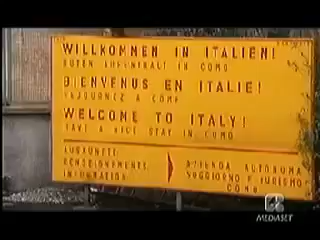 WILLKOMMEN IN ITALIEN!
GUTEN AUFENTHALT IN COMO
BIENVENUS EN ITALIE!
SEJOURNEZ A COME
WELCOME TO ITALY!
HAVE A NICE STAY IN COMO
AUSKUNFTE
RENSEIGNEMENTS
INFORMATION
AZIENDA AUTONOMA
SOGGIORNO E TURISMO
COMO
MEDIASET